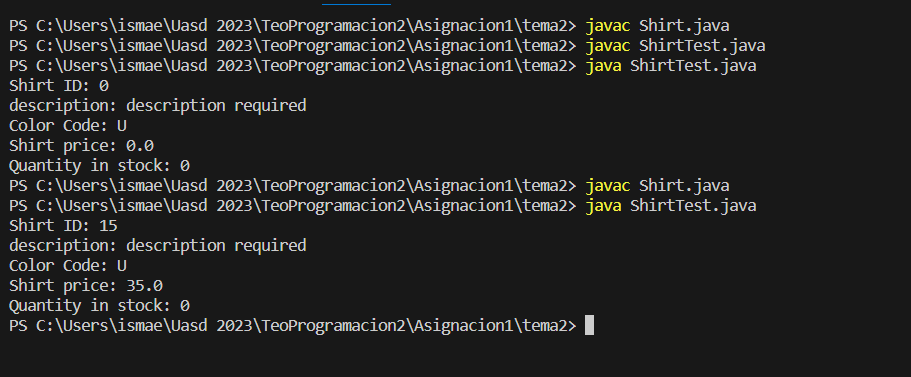 PS C:\Users\ismae\Uasd 2023\TeoProgramacion2\Asignacion1\tema2> javac Shirt.java
PS C:\Users\ismae\Uasd 2023\TeoProgramacion2\Asignacion1\tema2> javac ShirtTest.java
PS C:\Users\ismae\Uasd 2023\TeoProgramacion2\Asignacion1\tema2> java ShirtTest.java
Shirt ID: 0
description: description required
Color Code: U
Shirt price: 0.0
Quantity in stock: 0
PS C:\Users\ismae\Uasd 2023\TeoProgramacion2\Asignacion1\tema2> javac Shirt.java
PS C:\Users\ismae\Uasd 2023\TeoProgramacion2\Asignacion1\tema2> java ShirtTest.java
Shirt ID: 15
description: description required
Color Code: U
Shirt price: 35.0
Quantity in stock: 0
PS C:\Users\ismae\Uasd 2023\TeoProgramacion2\Asignacion1\tema2>